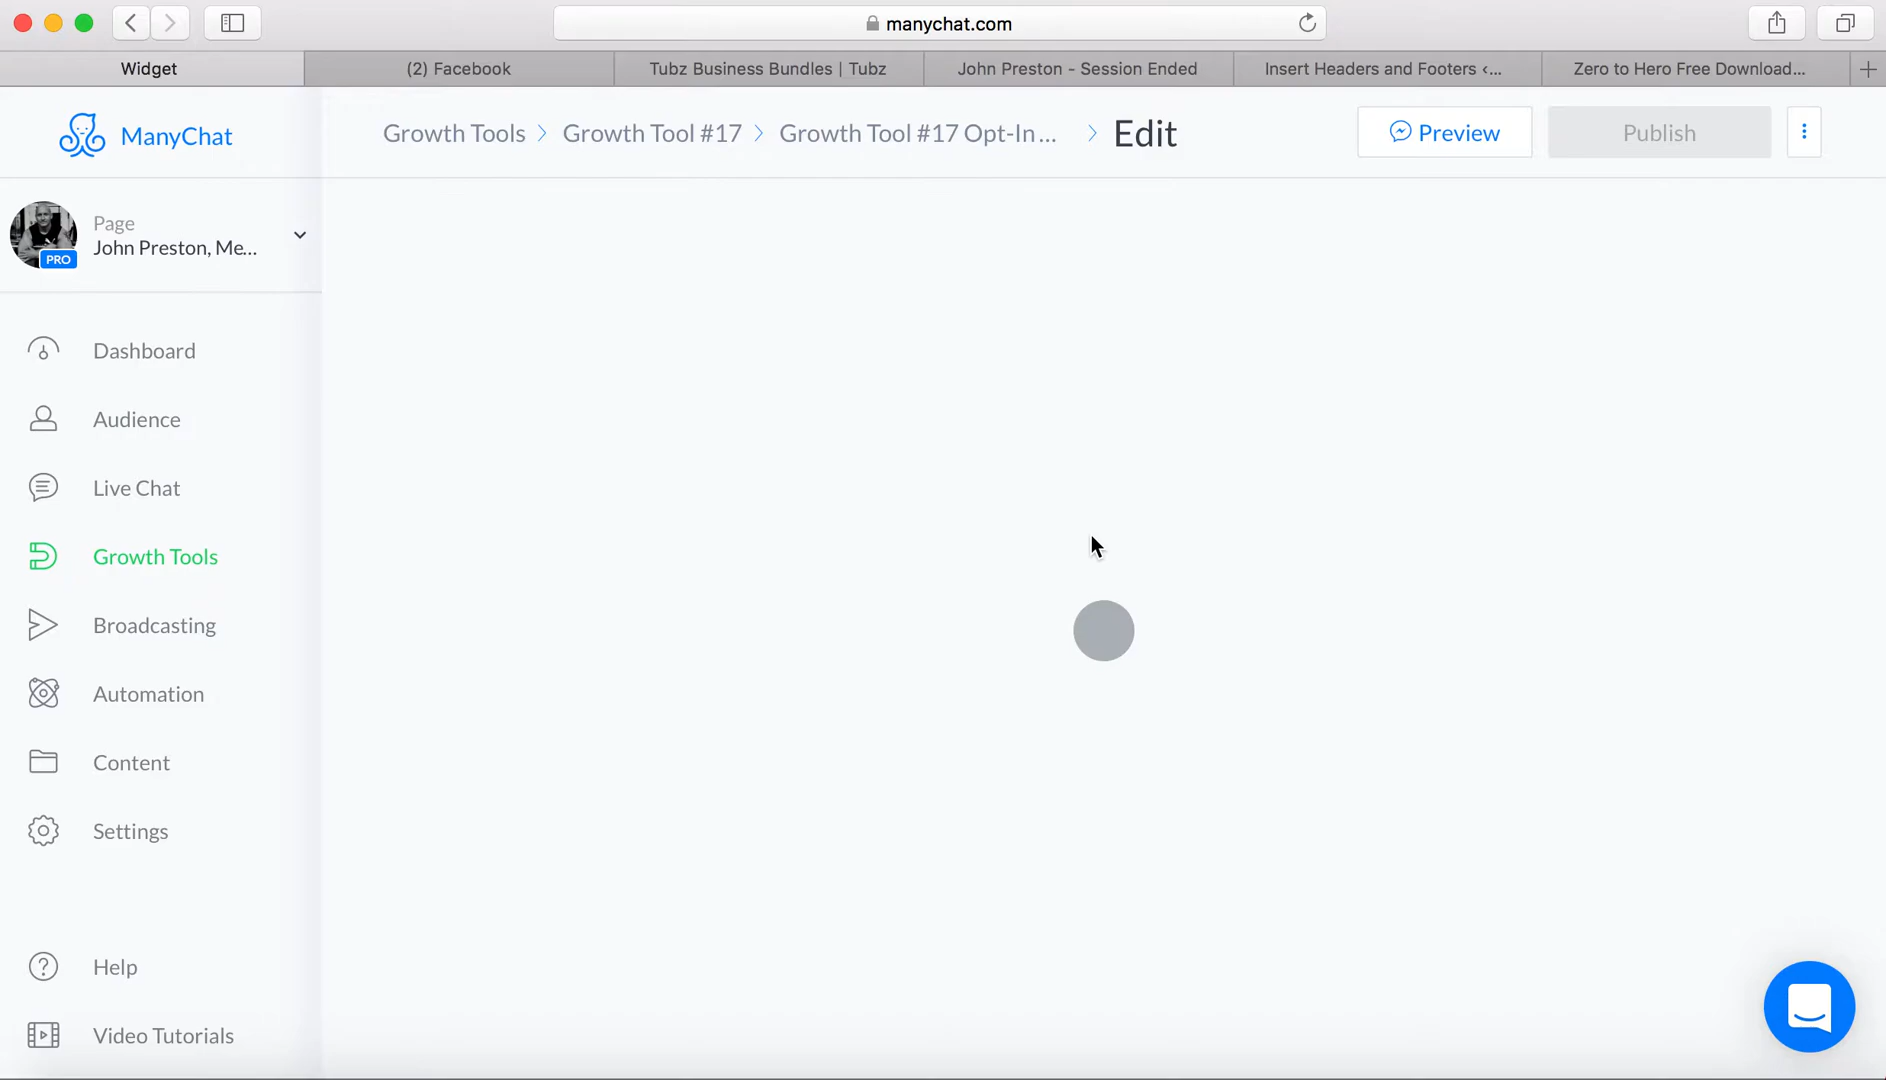 manychat.com
Widget
(2) Facebook
Tubz Business Bundles | Tubz
John Preston - Session Ended
Insert Headers and Footers ‹...
Zero to Hero Free Download...
ManyChat
Growth Tools
Growth Tool #17
Growth Tool #17 Opt-In ...
Edit
Preview
Publish
Page
John Preston, Me...
PRO
Dashboard
Audience
Live Chat
Growth Tools
Broadcasting
Automation
Content
Settings
Help
Video Tutorials